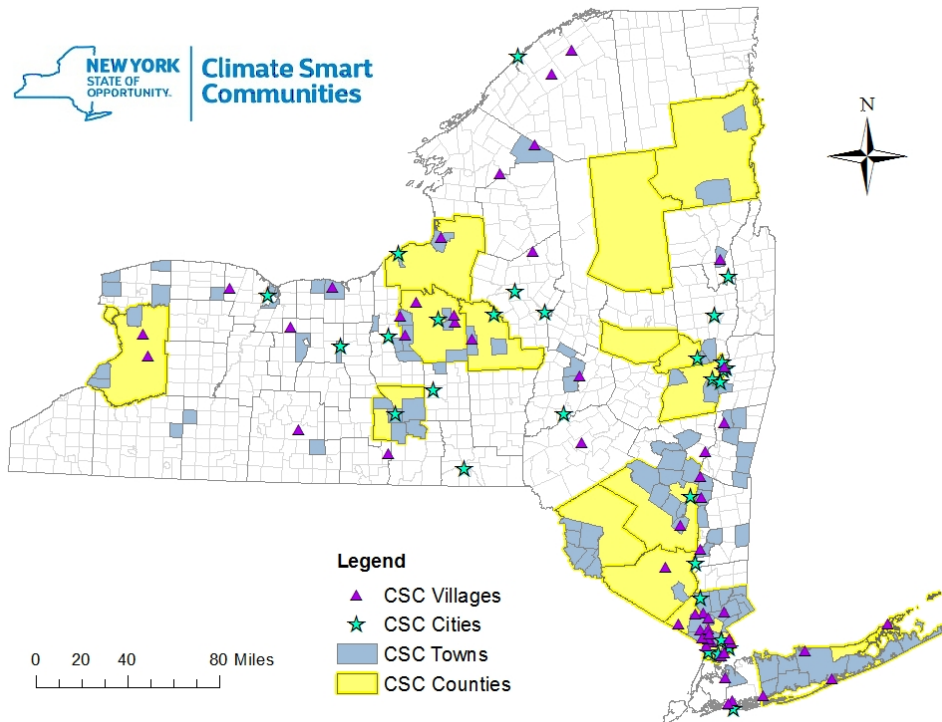 NEW YORK
STATE OF
OPPORTUNITY.
Climate Smart
Communities
N
Legend
CSC Villages
CSC Cities
CSC Towns
CSC Counties
0 20 40 80 Miles